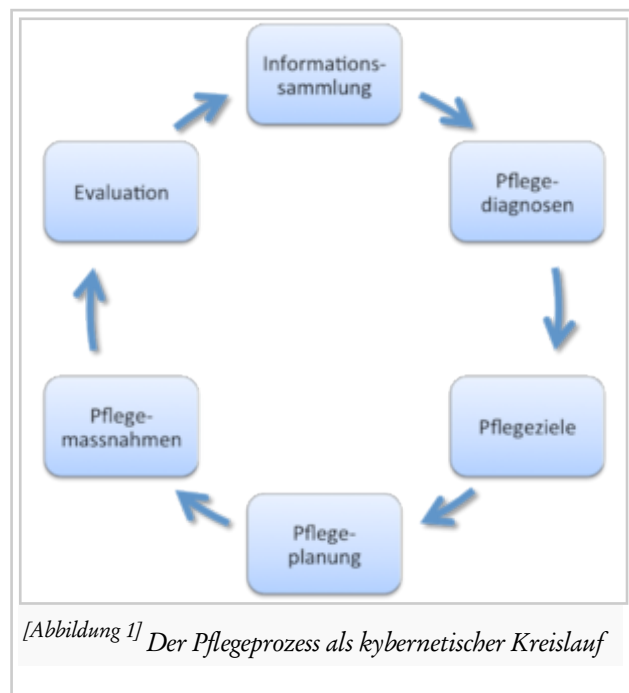 Informations-
sammlung
Pflege-
diagnosen
Pflegeziele
Pflege-
planung
Pflege-
massnahmen
Evaluation
[Abbildung 1] Der Pflegeprozess als kybernetischer Kreislauf